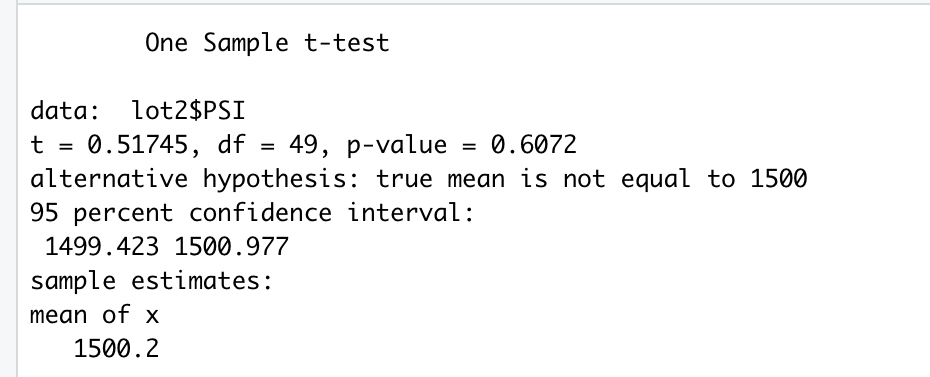 One Sample t-test
data:  lot2$PSI
t = 0.51745, df = 49, p-value = 0.6072
alternative hypothesis: true mean is not equal to 1500
95 percent confidence interval:
1499.423 1500.977
sample estimates:
mean of x
1500.2